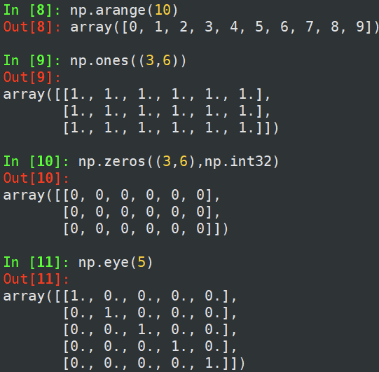 In [8]: np.arange(10)
Out[8]: array([0, 1, 2, 3, 4, 5, 6, 7, 8, 9])
In [9]: np.ones((3,6))
Out[9]:
array([[1., 1., 1., 1., 1., 1.],
       [1., 1., 1., 1., 1., 1.],
       [1., 1., 1., 1., 1., 1.]])
In [10]: np.zeros((3,6),np.int32)
Out[10]:
array([[0, 0, 0, 0, 0, 0],
       [0, 0, 0, 0, 0, 0],
       [0, 0, 0, 0, 0, 0]])
In [11]: np.eye(5)
Out[11]:
array([[1., 0., 0., 0., 0.],
       [0., 1., 0., 0., 0.],
       [0., 0., 1., 0., 0.],
       [0., 0., 0., 1., 0.],
       [0., 0., 0., 0., 1.]])